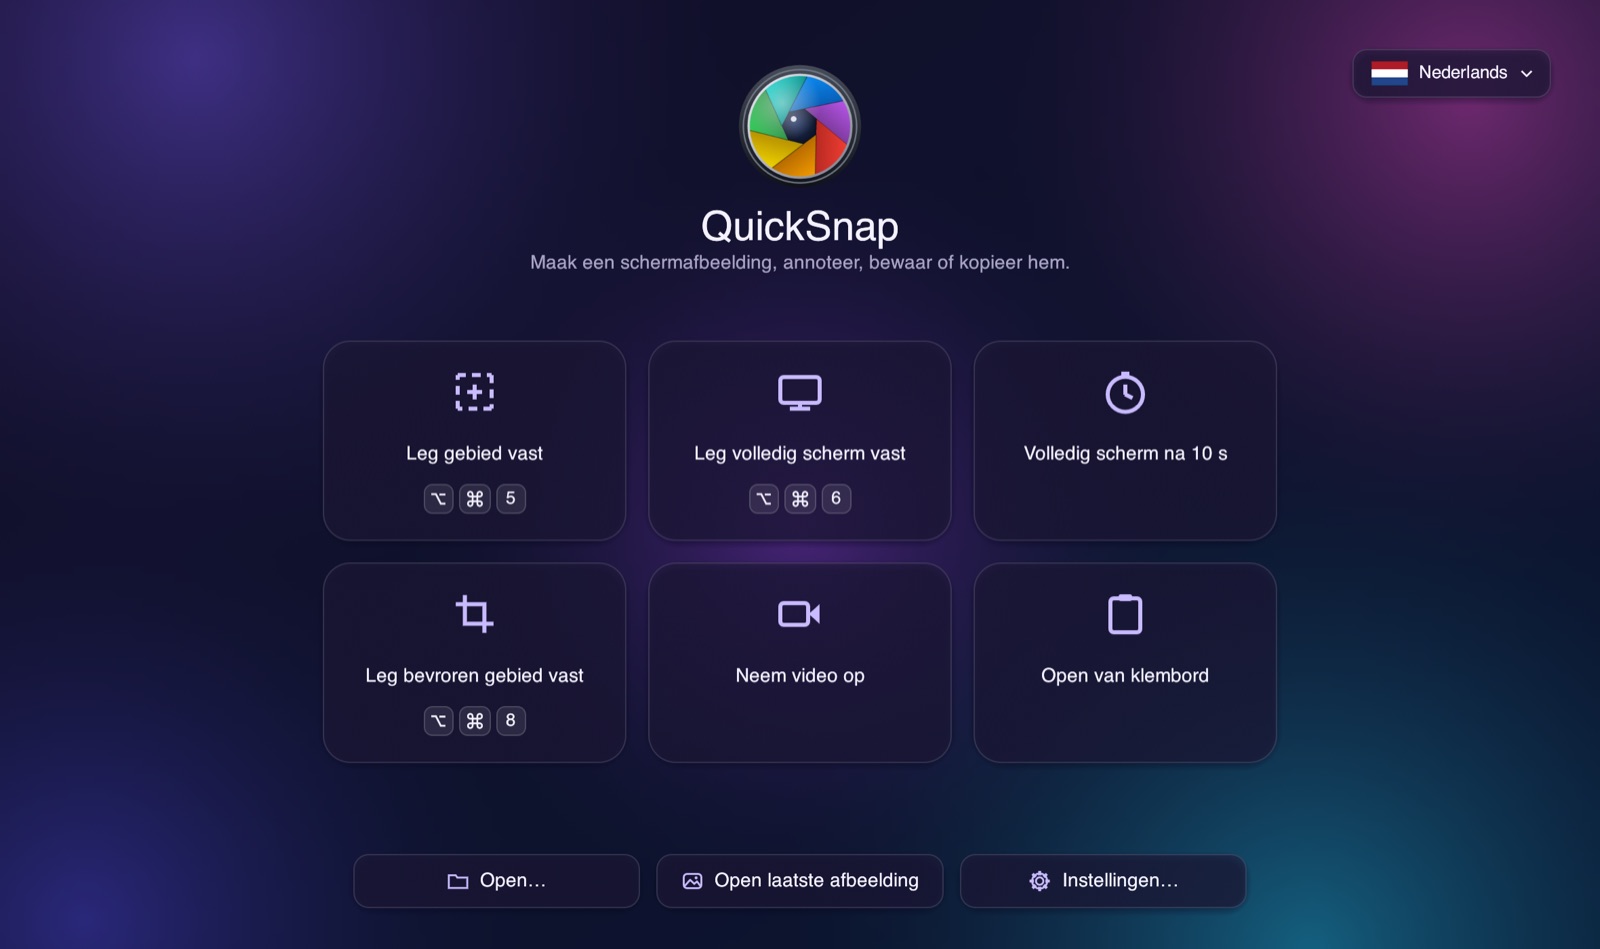 Nederlands
QuickSnap
Maak een schermafbeelding, annoteer, bewaar of kopieer hem.
Leg gebied vast
⌥ ⌘ 5
Leg volledig scherm vast
⌥ ⌘ 6
Volledig scherm na 10 s
Leg bevroren gebied vast
⌥ ⌘ 8
Neem video op
Open van klembord
Open…
Open laatste afbeelding
Instellingen…